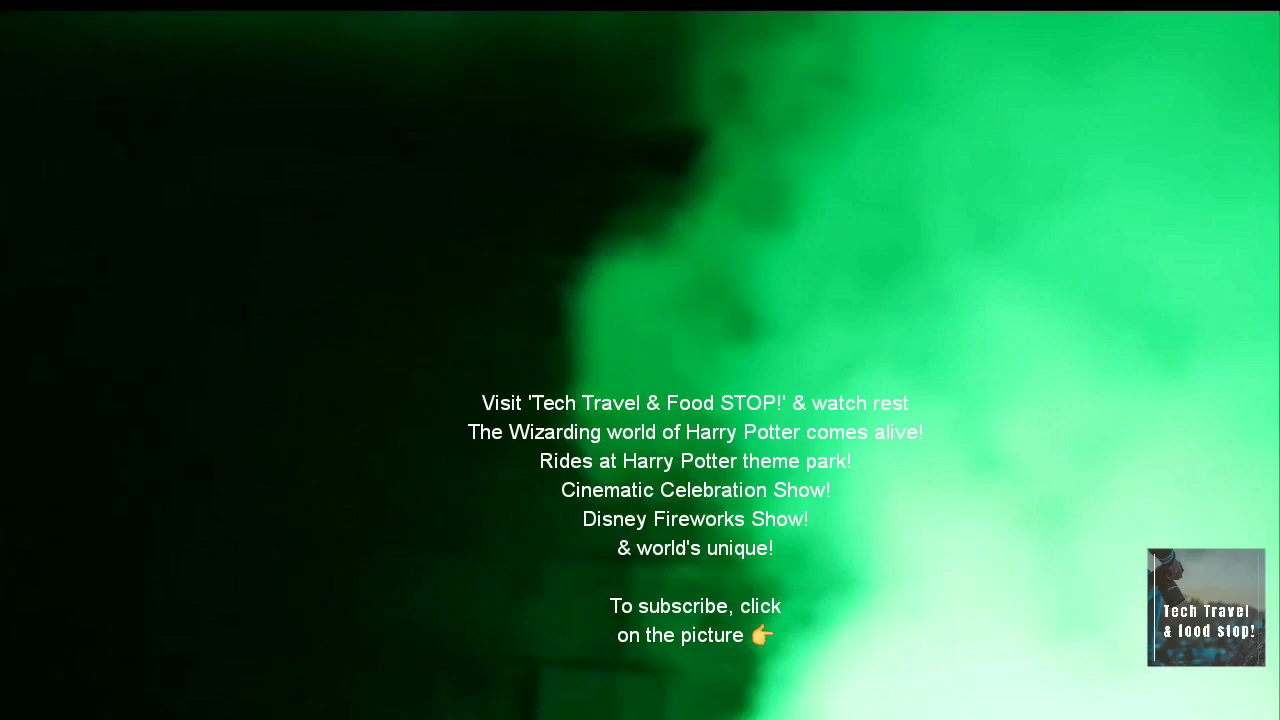 Visit 'Tech Travel & Food STOP!' & watch rest
The Wizarding world of Harry Potter comes alive!
Rides at Harry Potter theme park!
Cinematic Celebration Show!
Disney Fireworks Show!
& world's unique!
To subscribe, click
on the picture 👉
Tech Travel
& food stop!